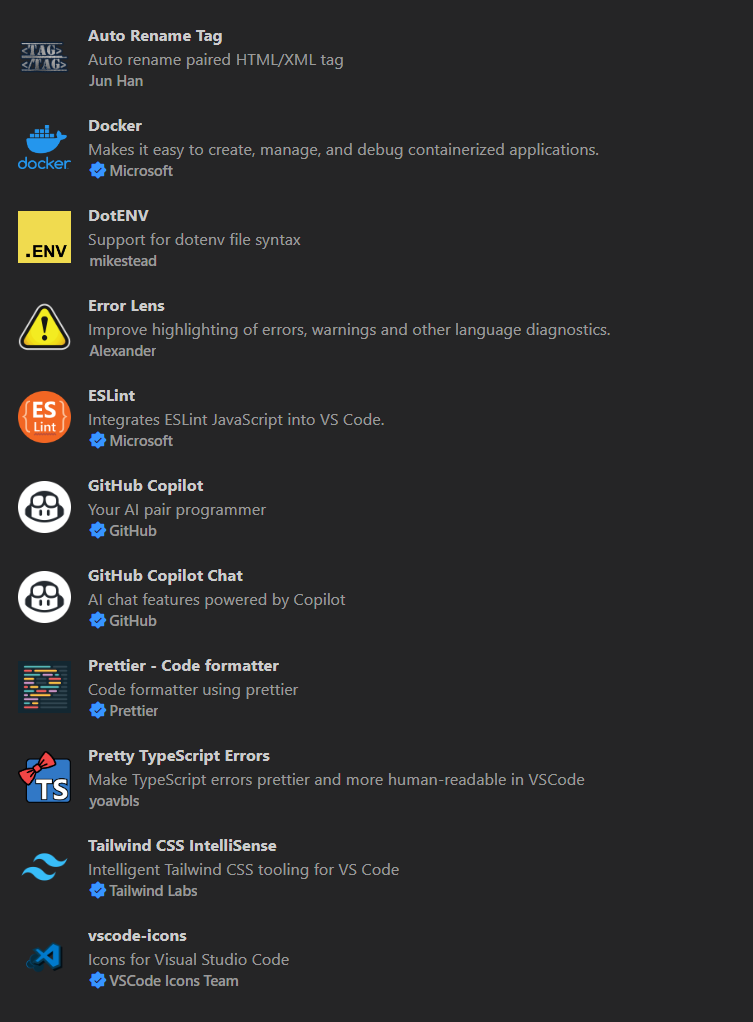 <TAG>
</TAG>
Auto Rename Tag
Auto rename paired HTML/XML tag
Jun Han
docker
Docker
Makes it easy to create, manage, and debug containerized applications.
Microsoft
.ENV
DotENV
Support for dotenv file syntax
mikestead
Error Lens
Improve highlighting of errors, warnings and other language diagnostics.
Alexander
{ES
Lint}
ESLint
Integrates ESLint JavaScript into VS Code.
Microsoft
GitHub Copilot
Your AI pair programmer
GitHub
GitHub Copilot Chat
AI chat features powered by Copilot
GitHub
Prettier - Code formatter
Code formatter using prettier
Prettier
TS
Pretty TypeScript Errors
Make TypeScript errors prettier and more human-readable in VSCode
yoavbls
Tailwind CSS IntelliSense
Intelligent Tailwind CSS tooling for VS Code
Tailwind Labs
vscode-icons
Icons for Visual Studio Code
VSCode Icons Team